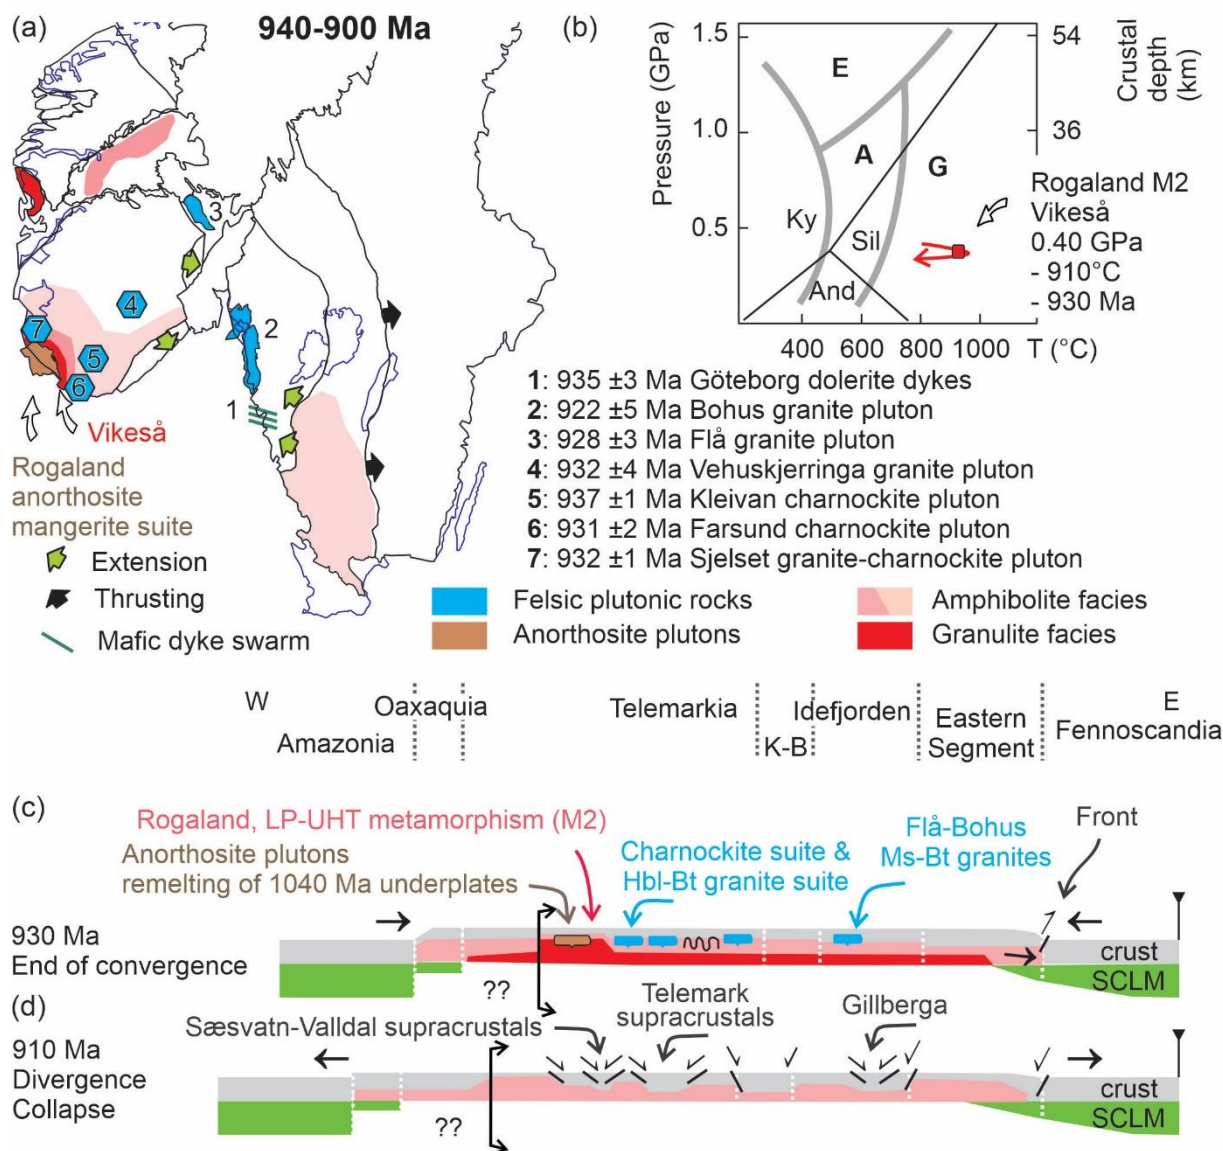 (a)
940-900 Ma
3
4
7
5
6
2
1
Vikeså
Rogaland
anorthosite
mangerite suite
Extension
Thrusting
Mafic dyke swarm
(b)
Pressure (GPa)
1.5
1.0
0.5
E
A
G
Ky
Sil
And
400 600 800 1000 T (°C)
54
36
Crustal
depth
(km)
Rogaland M2
Vikeså
0.40 GPa
- 910°C
- 930 Ma
1: 935 ±3 Ma Göteborg dolerite dykes
2: 922 ±5 Ma Bohus granite pluton
3: 928 ±3 Ma Flå granite pluton
4: 932 ±4 Ma Vehuskjerringa granite pluton
5: 937 ±1 Ma Kleivan charnockite pluton
6: 931 ±2 Ma Farsund charnockite pluton
7: 932 ±1 Ma Sjelset granite-charnockite pluton
Felsic plutonic rocks
Anorthosite plutons
Amphibolite facies
Granulite facies
W
Amazonia
Oaxaquia
Telemarkia
K-B
Idefjorden
Eastern
Segment
E
Fennoscandia
(c)
Rogaland, LP-UHT metamorphism (M2)
Anorthosite plutons
remelting of 1040 Ma underplates
Charnockite suite &
Hbl-Bt granite suite
Flå-Bohus
Ms-Bt granites
Front
930 Ma
End of convergence
??
crust
SCLM
(d)
Sæsvatn-Valldal supracrustals
Telemark
supracrustals
Gillberga
910 Ma
Divergence
Collapse
??
crust
SCLM